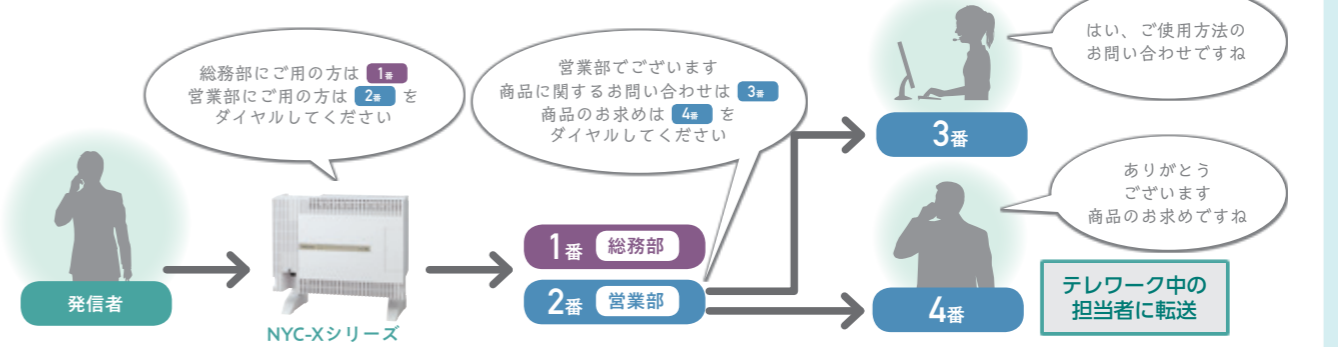 総務部にご用の方は 1番
営業部にご用の方は 2番 を
ダイヤルしてください
営業部でございます
商品に関するお問い合わせは 3番
商品のお求めは 4番 を
ダイヤルしてください
はい、ご使用方法の
お問い合わせですね
3番
ありがとう
ございます
商品のお求めですね
発信者
NYC-Xシリーズ
1番 総務部
2番 営業部
4番
テレワーク中の
担当者に転送